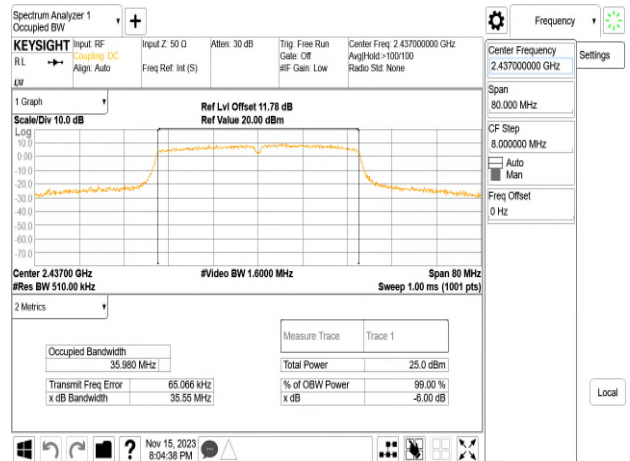 Spectrum Analyzer 1
Occupied BW
Frequency
KEYSIGHT
RL
Input: RF
Coupling: DC
Align: Auto
Input Z: 50 Ω
Freq Ref: Int (S)
Atten: 30 dB
Trig: Free Run
Gate: Off
#IF Gain: Low
Center Freq: 2.437000000 GHz
Avg|Hold:>100/100
Radio Std: None
Center Frequency
2.437000000 GHz
Settings
Span
80.000 MHz
CF Step
8.000000 MHz
Auto
Man
Freq Offset
0 Hz
1 Graph
Scale/Div 10.0 dB
Ref Lvl Offset 11.78 dB
Ref Value 20.00 dBm
Log
10.0
0.00
-10.0
-20.0
-30.0
-40.0
-50.0
-60.0
-70.0
Center 2.43700 GHz
#Video BW 1.6000 MHz
Span 80 MHz
#Res BW 510.00 kHz
Sweep 1.00 ms (1001 pts)
2 Metrics
Measure Trace
Trace 1
Occupied Bandwidth
35.980 MHz
Total Power
25.0 dBm
Transmit Freq Error
65.066 kHz
% of OBW Power
99.00 %
x dB Bandwidth
35.55 MHz
x dB
-6.00 dB
Local
?
Nov 15, 2023
8:04:38 PM